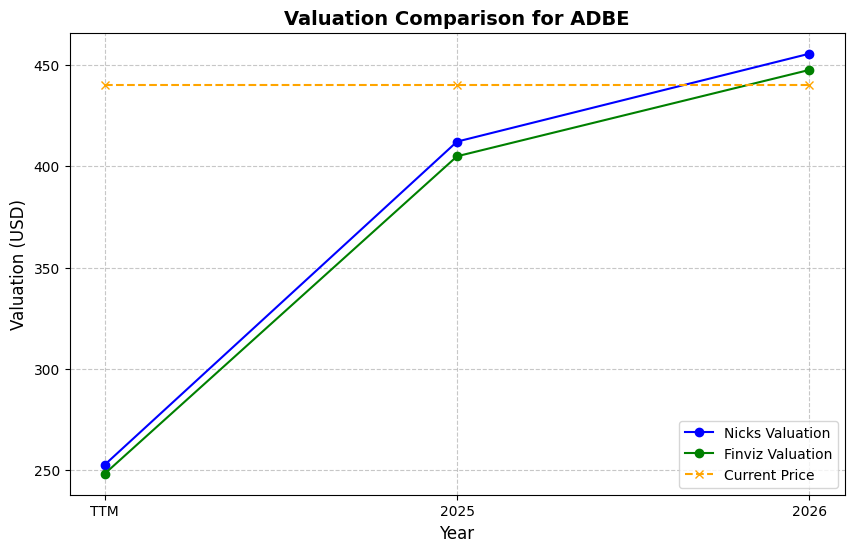 Valuation Comparison for ADBE
Valuation (USD)
450
400
350
300
250
TTM
2025
2026
Year
Nicks Valuation
Finviz Valuation
Current Price